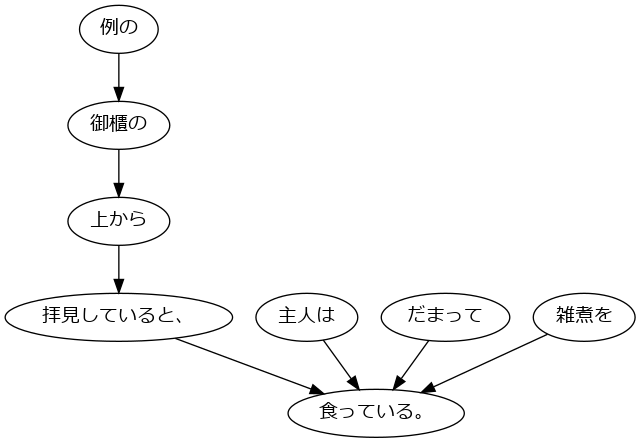 例の
御櫃の
上から
拝見していると、
主人は
だまって
雑煮を
食っている。